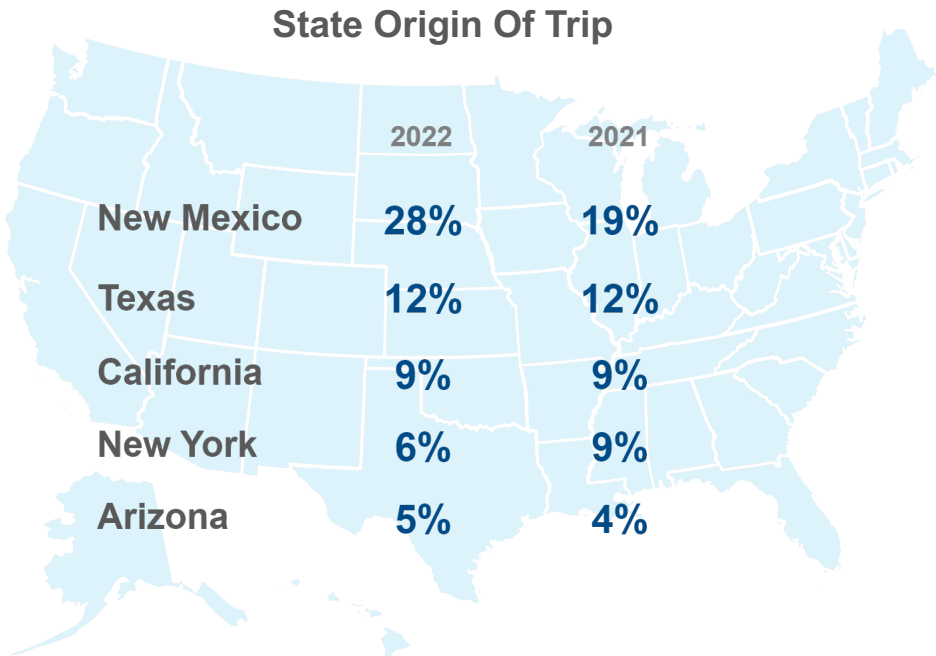 State Origin Of Trip
2022 2021
New Mexico 28% 19%
Texas 12% 12%
California 9% 9%
New York 6% 9%
Arizona 5% 4%